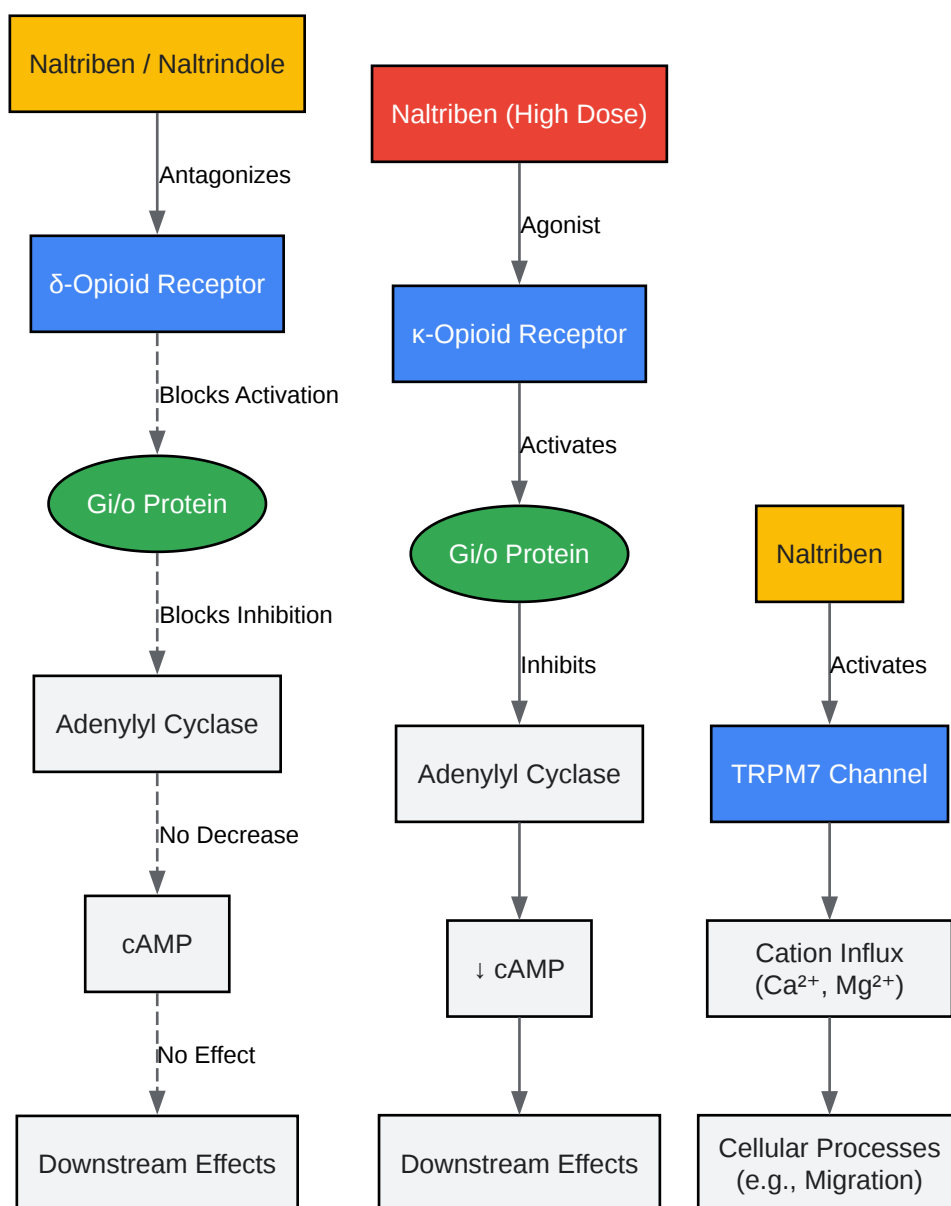 Naltriben / Naltrindole
Antagonizes
δ-Opioid Receptor
Blocks Activation
Gi/o Protein
Blocks Inhibition
Adenylyl Cyclase
No Decrease
cAMP
No Effect
Downstream Effects
Naltriben (High Dose)
Agonist
κ-Opioid Receptor
Activates
Gi/o Protein
Inhibits
Adenylyl Cyclase
↓ cAMP
Downstream Effects
Naltriben
Activates
TRPM7 Channel
Cation Influx
(Ca²⁺, Mg²⁺)
Cellular Processes
(e.g., Migration)